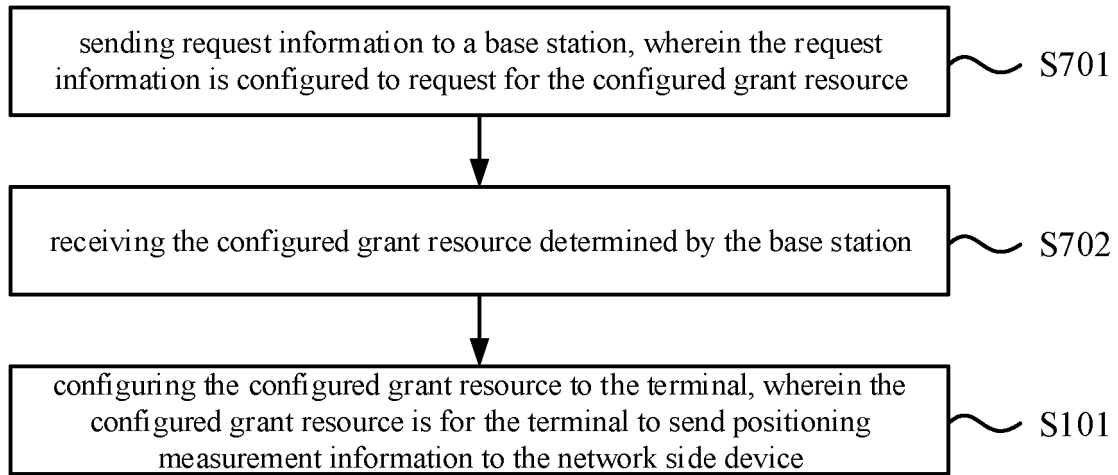 sending request information to a base station, wherein the request
information is configured to request for the configured grant resource
S701
receiving the configured grant resource determined by the base station
S702
configuring the configured grant resource to the terminal, wherein the
configured grant resource is for the terminal to send positioning
measurement information to the network side device
S101